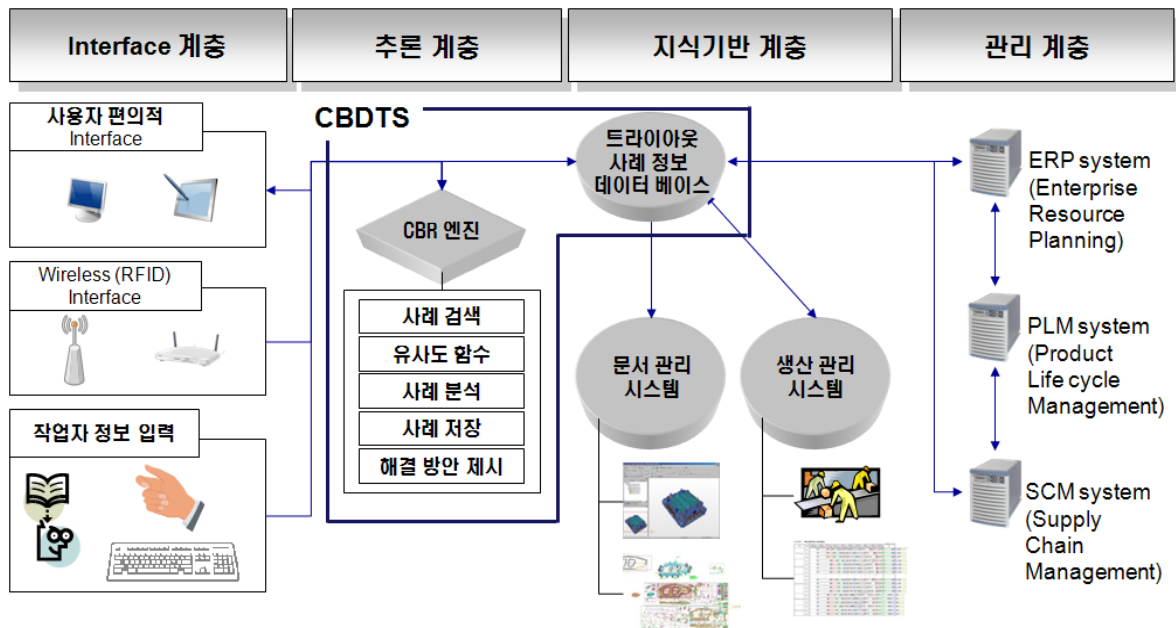 Interface 계층
추론 계층
지식기반 계층
관리 계층
사용자 편의적
Interface
Wireless (RFID)
Interface
작업자 정보 입력
CBDTS
CBR 엔진
사례 검색
유사도 함수
사례 분석
사례 저장
해결 방안 제시
트라이아웃
사례 정보
데이터 베이스
문서 관리
시스템
생산 관리
시스템
ERP system
(Enterprise
Resource
Planning)
PLM system
(Product
Life cycle
Management)
SCM system
(Supply
Chain
Management)